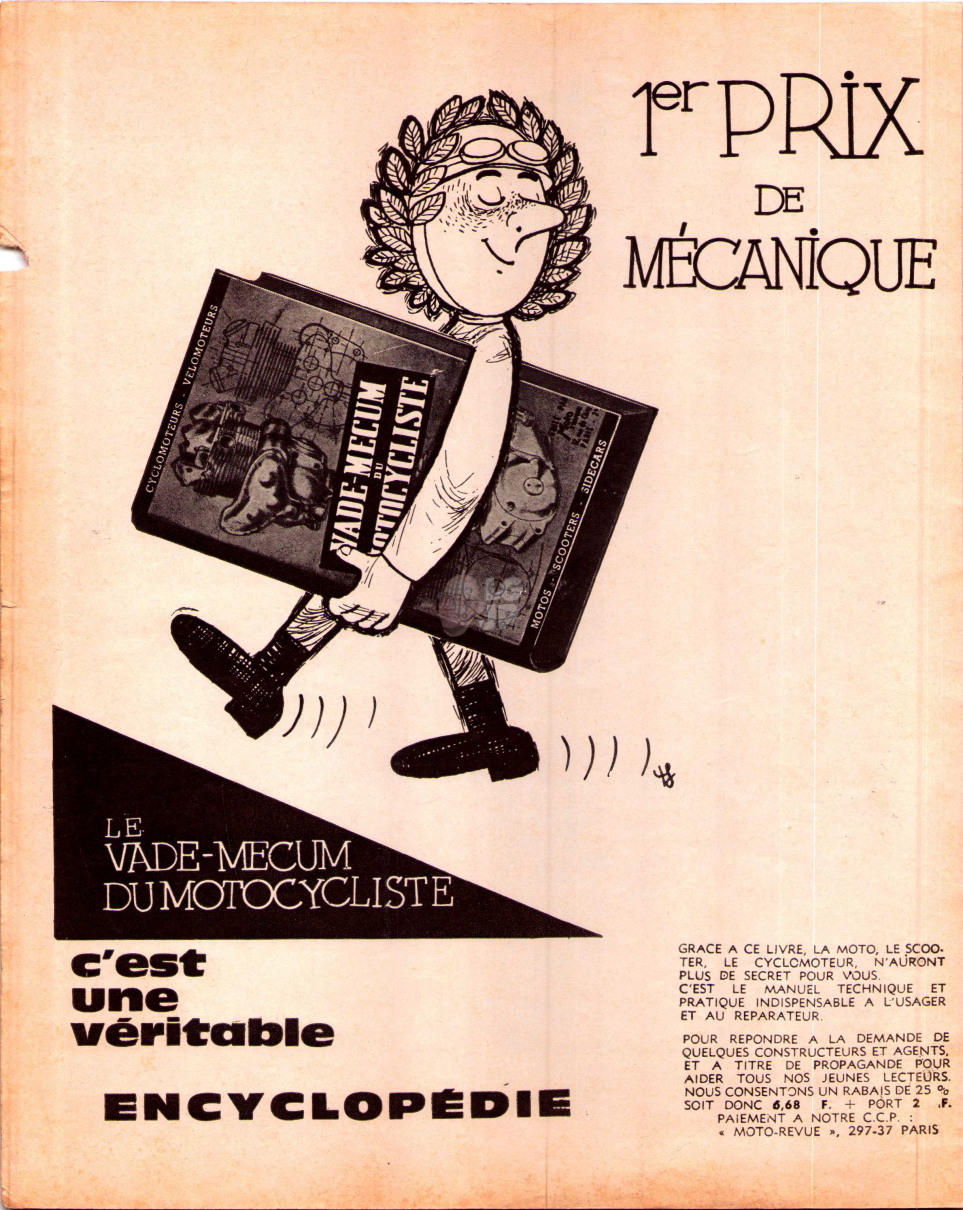 1er PRIX
DE
MÉCANIQUE
CYCLOMOTEURS - VÉLOMOTEURS
VADE-MECUM
DU
MOTOCYCLISTE
MOTOS - SCOOTERS - SIDECARS
LE
VADE-MECUM
DU MOTOCYCLISTE
c'est
une
véritable
ENCYCLOPÉDIE
GRACE A CE LIVRE, LA MOTO, LE SCOO-
TER, LE CYCLOMOTEUR, N'AURONT
PLUS DE SECRET POUR VOUS.
C'EST LE MANUEL TECHNIQUE ET
PRATIQUE INDISPENSABLE A L'USAGER
ET AU REPARATEUR.
POUR REPONDRE A LA DEMANDE DE
QUELQUES CONSTRUCTEURS ET AGENTS,
ET A TITRE DE PROPAGANDE POUR
AIDER TOUS NOS JEUNES LECTEURS.
NOUS CONSENTONS UN RABAIS DE 25 %
SOIT DONC 6,68 F. + PORT 2 F.
PAIEMENT A NOTRE C.C.P. :
« MOTO-REVUE », 297-37 PARIS